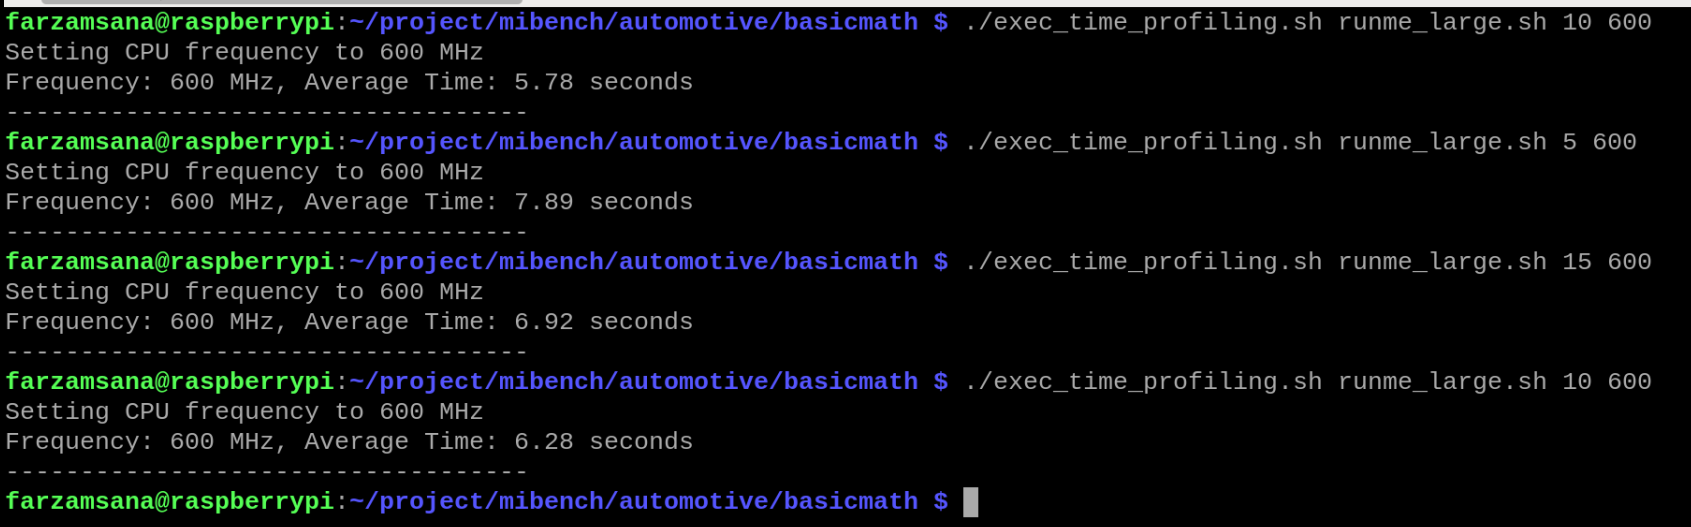 farzamsana@raspberrypi:~/project/mibench/automotive/basicmath $ ./exec_time_profiling.sh runme_large.sh 10 600
Setting CPU frequency to 600 MHz
Frequency: 600 MHz, Average Time: 5.78 seconds
-----------------------------------
farzamsana@raspberrypi:~/project/mibench/automotive/basicmath $ ./exec_time_profiling.sh runme_large.sh 5 600
Setting CPU frequency to 600 MHz
Frequency: 600 MHz, Average Time: 7.89 seconds
-----------------------------------
farzamsana@raspberrypi:~/project/mibench/automotive/basicmath $ ./exec_time_profiling.sh runme_large.sh 15 600
Setting CPU frequency to 600 MHz
Frequency: 600 MHz, Average Time: 6.92 seconds
-----------------------------------
farzamsana@raspberrypi:~/project/mibench/automotive/basicmath $ ./exec_time_profiling.sh runme_large.sh 10 600
Setting CPU frequency to 600 MHz
Frequency: 600 MHz, Average Time: 6.28 seconds
-----------------------------------
farzamsana@raspberrypi:~/project/mibench/automotive/basicmath $